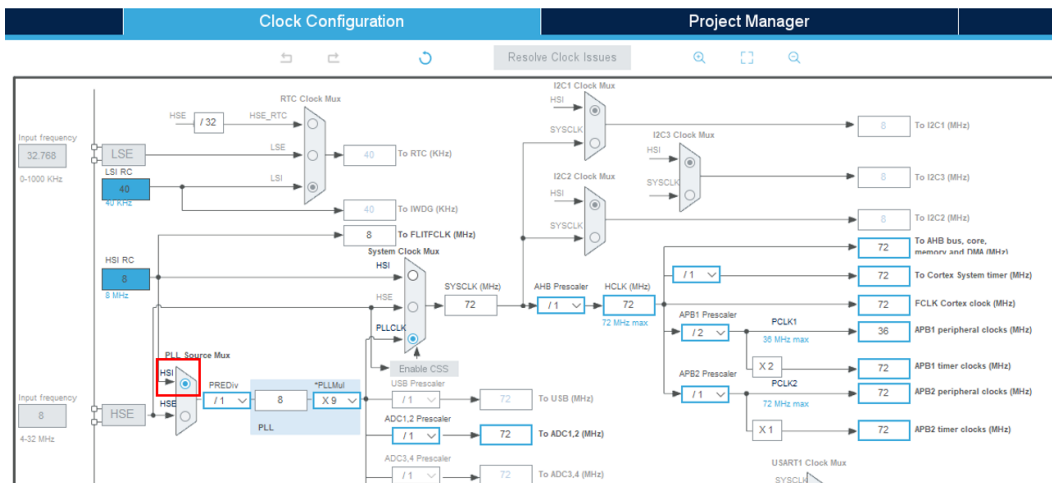 Clock Configuration
Project Manager
Resolve Clock Issues
I2C1 Clock Mux
HSI
SYSCLK
8
To I2C1 (MHz)
RTC Clock Mux
HSE
/ 32
HSE_RTC
LSE
LSI
40
To RTC (KHz)
Input frequency
32.768
0-1000 KHz
LSE
LSI RC
40
40 KHz
40
To IWDG (KHz)
8
To FLITFCLK (MHz)
I2C3 Clock Mux
HSI
SYSCLK
8
To I2C3 (MHz)
I2C2 Clock Mux
HSI
SYSCLK
8
To I2C2 (MHz)
System Clock Mux
HSI
HSE
PLLCLK
Enable CSS
HSI RC
8
8 MHz
SYSCLK (MHz)
72
AHB Prescaler
/ 1
HCLK (MHz)
72
72 MHz max
72
To AHB bus, core,
memory and DMA (MHz)
/ 1
72
To Cortex System timer (MHz)
72
FCLK Cortex clock (MHz)
APB1 Prescaler
/ 2
PCLK1
36 MHz max
36
APB1 peripheral clocks (MHz)
X 2
72
APB1 timer clocks (MHz)
APB2 Prescaler
/ 1
PCLK2
72 MHz max
72
APB2 peripheral clocks (MHz)
X 1
72
APB2 timer clocks (MHz)
PLL Source Mux
HSI
HSE
Input frequency
8
4-32 MHz
HSE
PREDiv
/ 1
8
*PLLMul
X 9
PLL
USB Prescaler
/ 1
72
To USB (MHz)
ADC1,2 Prescaler
/ 1
72
To ADC1,2 (MHz)
ADC3,4 Prescaler
/ 1
72
To ADC3,4 (MHz)
USART1 Clock Mux
SYSCLK